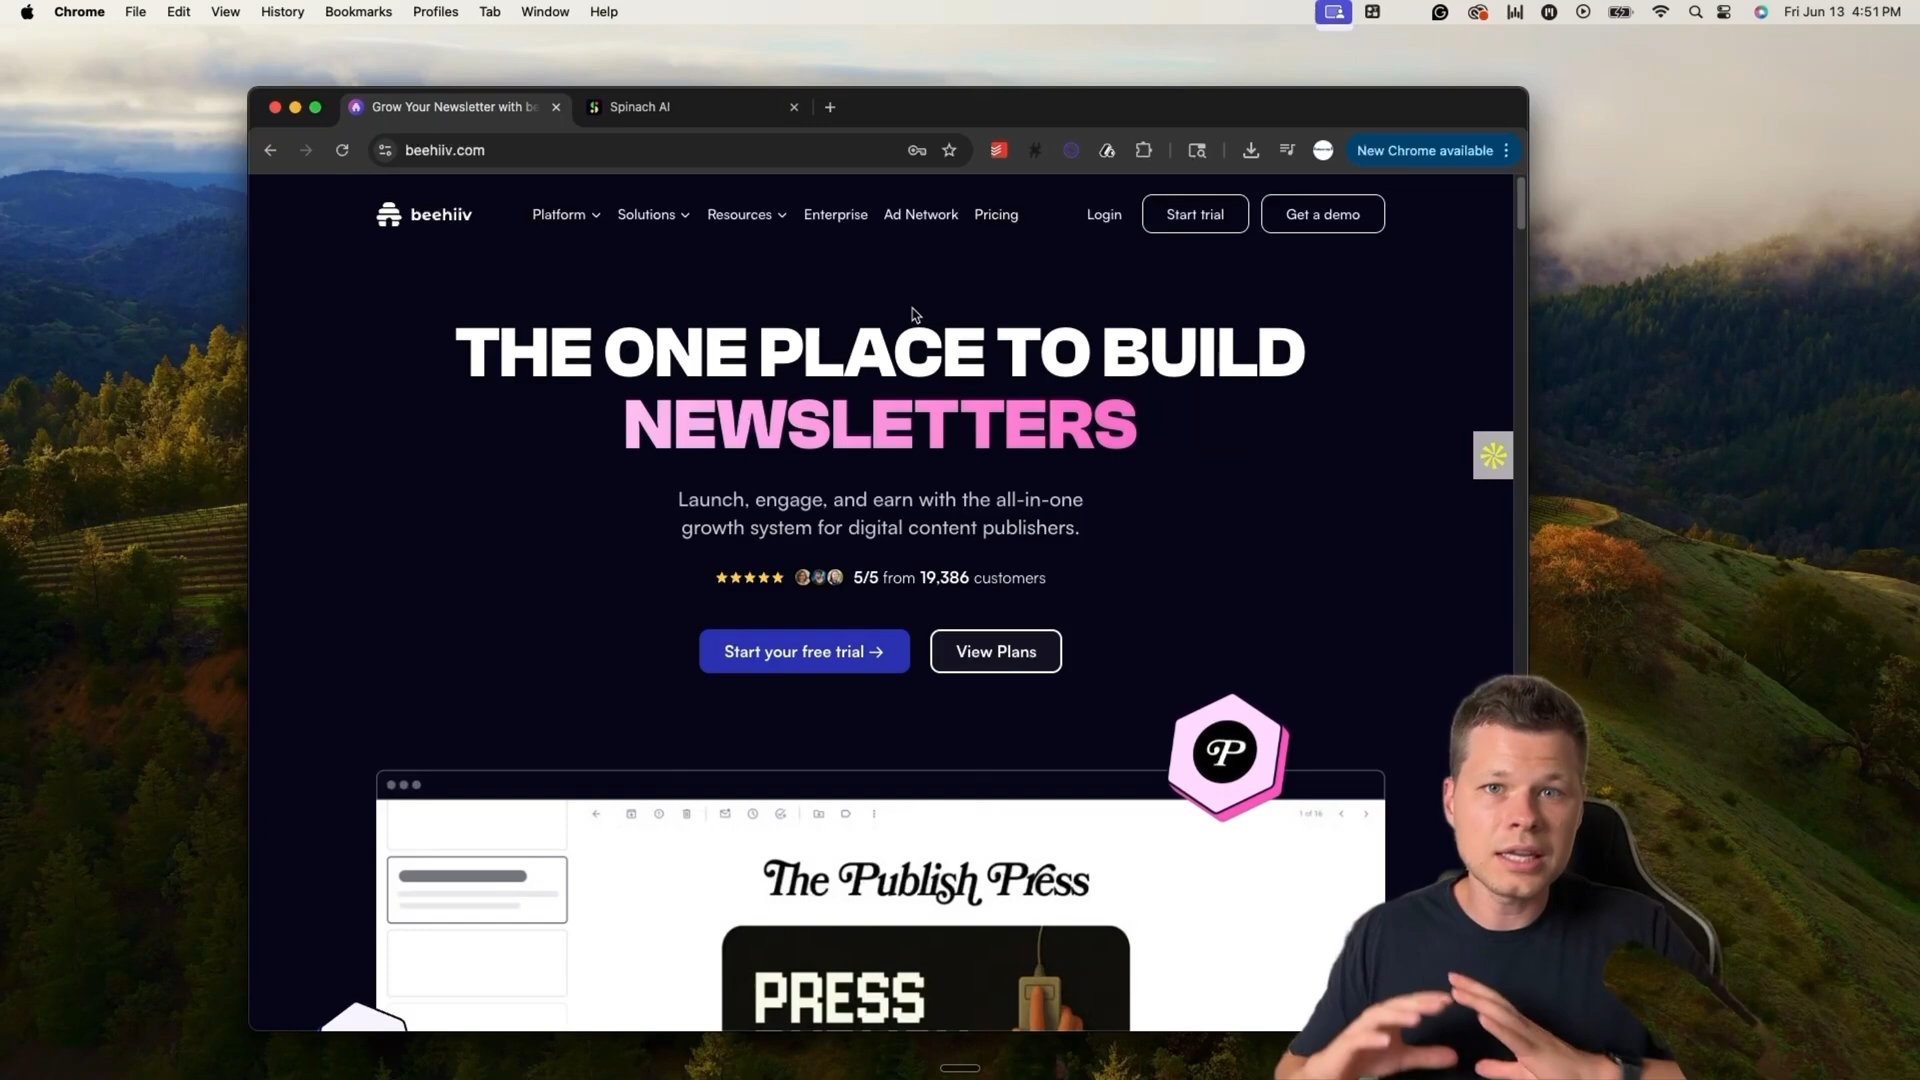 Chrome File Edit View History Bookmarks Profiles Tab Window Help Fri Jun 13 4:51 PM
Grow Your Newsletter with be Spinach AI
beehiiv.com New Chrome available
beehiiv Platform Solutions Resources Enterprise Ad Network Pricing Login Start trial Get a demo
THE ONE PLACE TO BUILD
NEWSLETTERS
Launch, engage, and earn with the all-in-one
growth system for digital content publishers.
5/5 from 19,386 customers
Start your free trial → View Plans
P
1 of 16
The Publish Press
PRESS